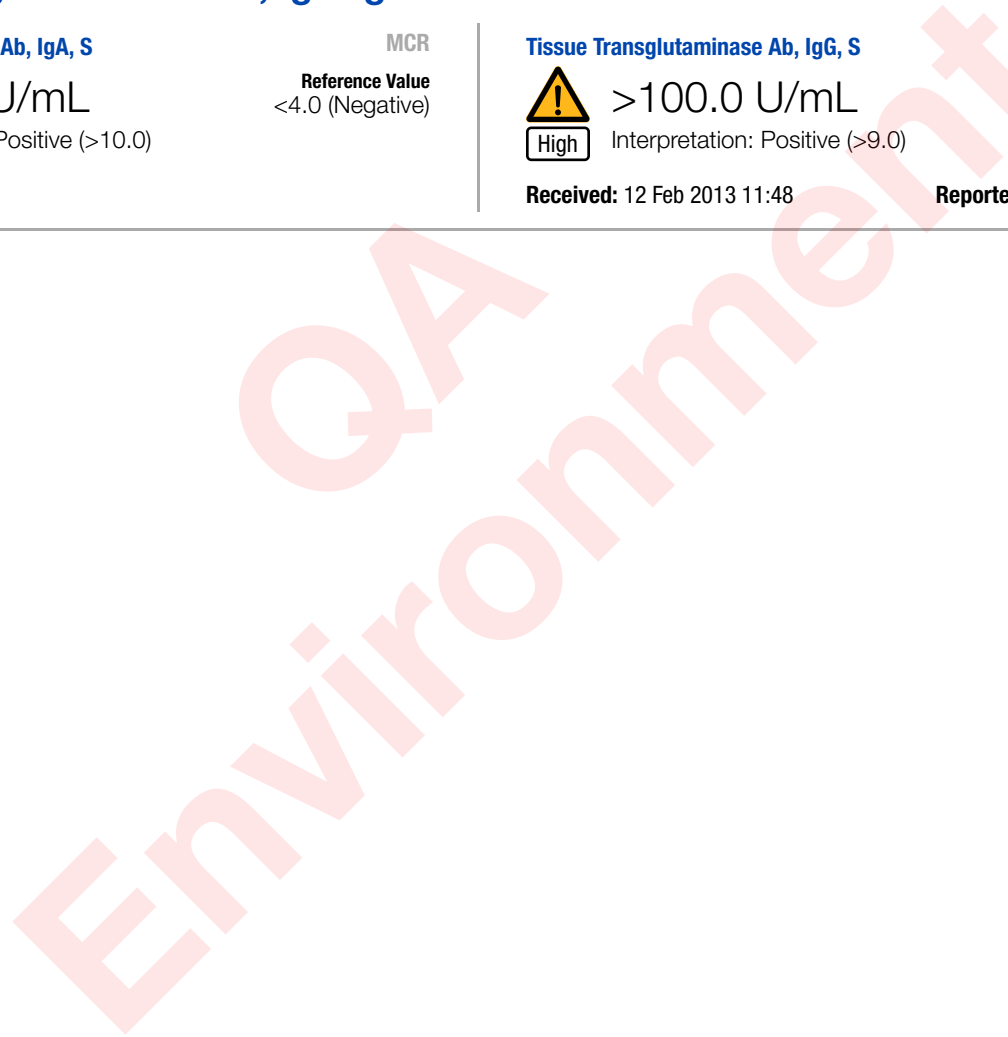 Ab, IgA, S
MCR
U/mL
Reference Value
<4.0 (Negative)
Positive (>10.0)
Tissue Transglutaminase Ab, IgG, S
>100.0 U/mL
High
Interpretation: Positive (>9.0)
Received: 12 Feb 2013 11:48
QA
Environment